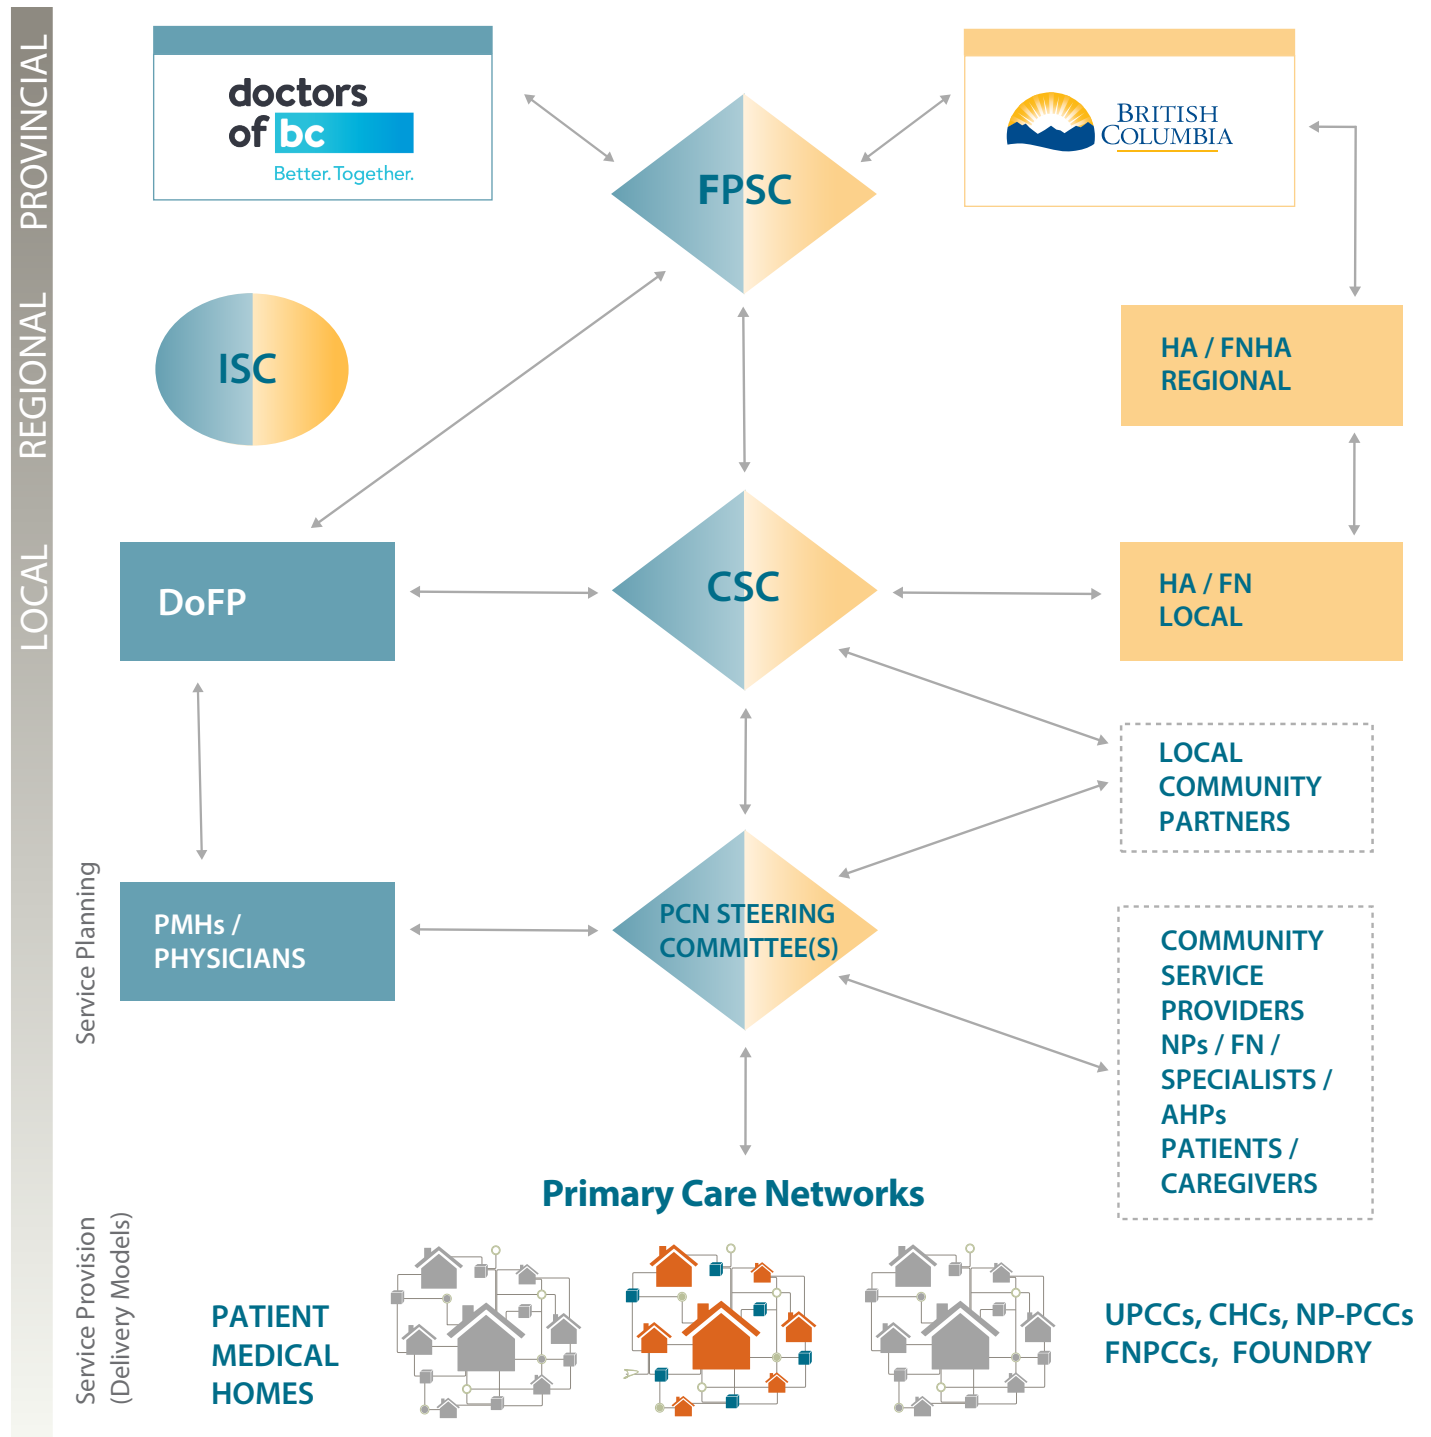 PROVINCIAL
REGIONAL
LOCAL
doctors
of bc
Better. Together.
FPSC
BRITISH
COLUMBIA
ISC
HA / FNHA
REGIONAL
DoFP
CSC
HA / FN
LOCAL
LOCAL
COMMUNITY
PARTNERS
Service Planning
PMHs /
PHYSICIANS
PCN STEERING
COMMITTEE(S)
COMMUNITY
SERVICE
PROVIDERS
NPs / FN /
SPECIALISTS /
AHPs
PATIENTS /
CAREGIVERS
Primary Care Networks
Service Provision
(Delivery Models)
PATIENT
MEDICAL
HOMES
UPCCs, CHCs, NP-PCCs
FNPCCs, FOUNDRY